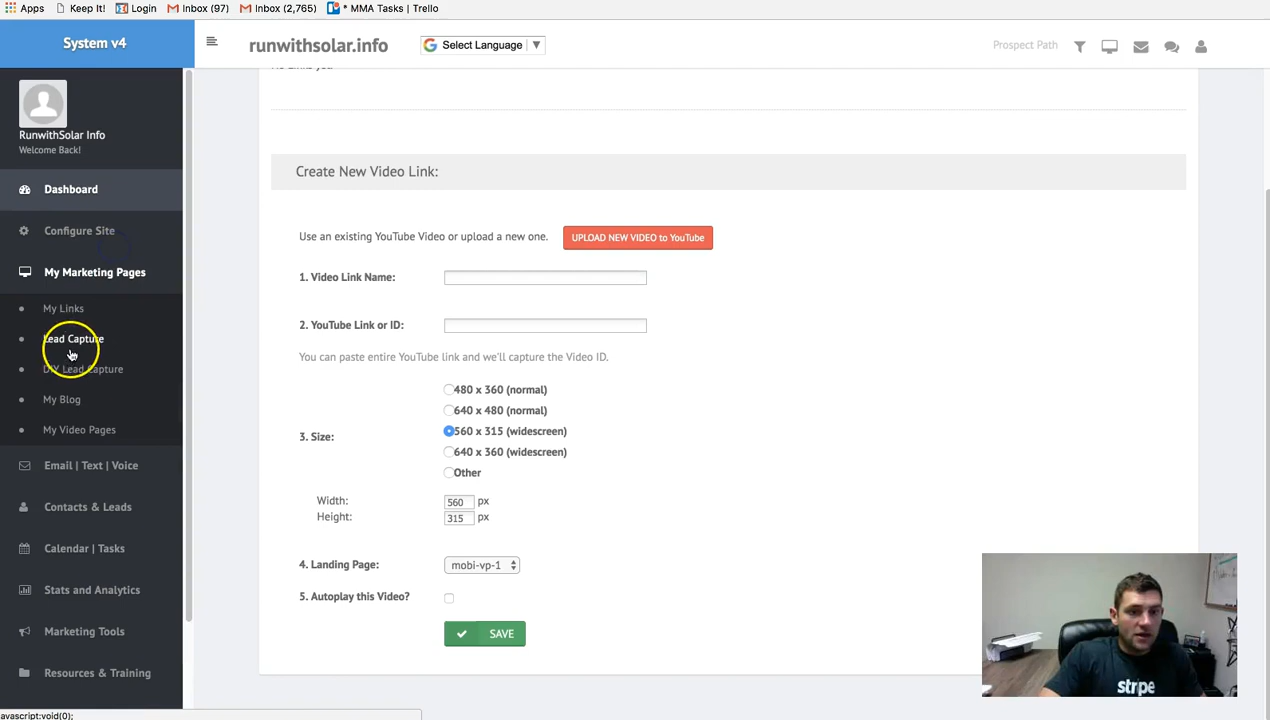 Apps Keep It! Login Inbox (97) Inbox (2,765) * MMA Tasks | Trello
System v4
runwithsolar.info
Select Language
Prospect Path
RunwithSolar Info
Welcome Back!
Dashboard
Configure Site
My Marketing Pages
My Links
Lead Capture
DIY Lead Capture
My Blog
My Video Pages
Email | Text | Voice
Contacts & Leads
Calendar | Tasks
Stats and Analytics
Marketing Tools
Resources & Training
Create New Video Link:
Use an existing YouTube Video or upload a new one. UPLOAD NEW VIDEO to YouTube
1. Video Link Name:
2. YouTube Link or ID:
You can paste entire YouTube link and we'll capture the Video ID.
3. Size:
480 x 360 (normal)
640 x 480 (normal)
560 x 315 (widescreen)
640 x 360 (widescreen)
Other
Width: 560 px
Height: 315 px
4. Landing Page: mobi-vp-1
5. Autoplay this Video?
SAVE
stripe
avascript:void(0);